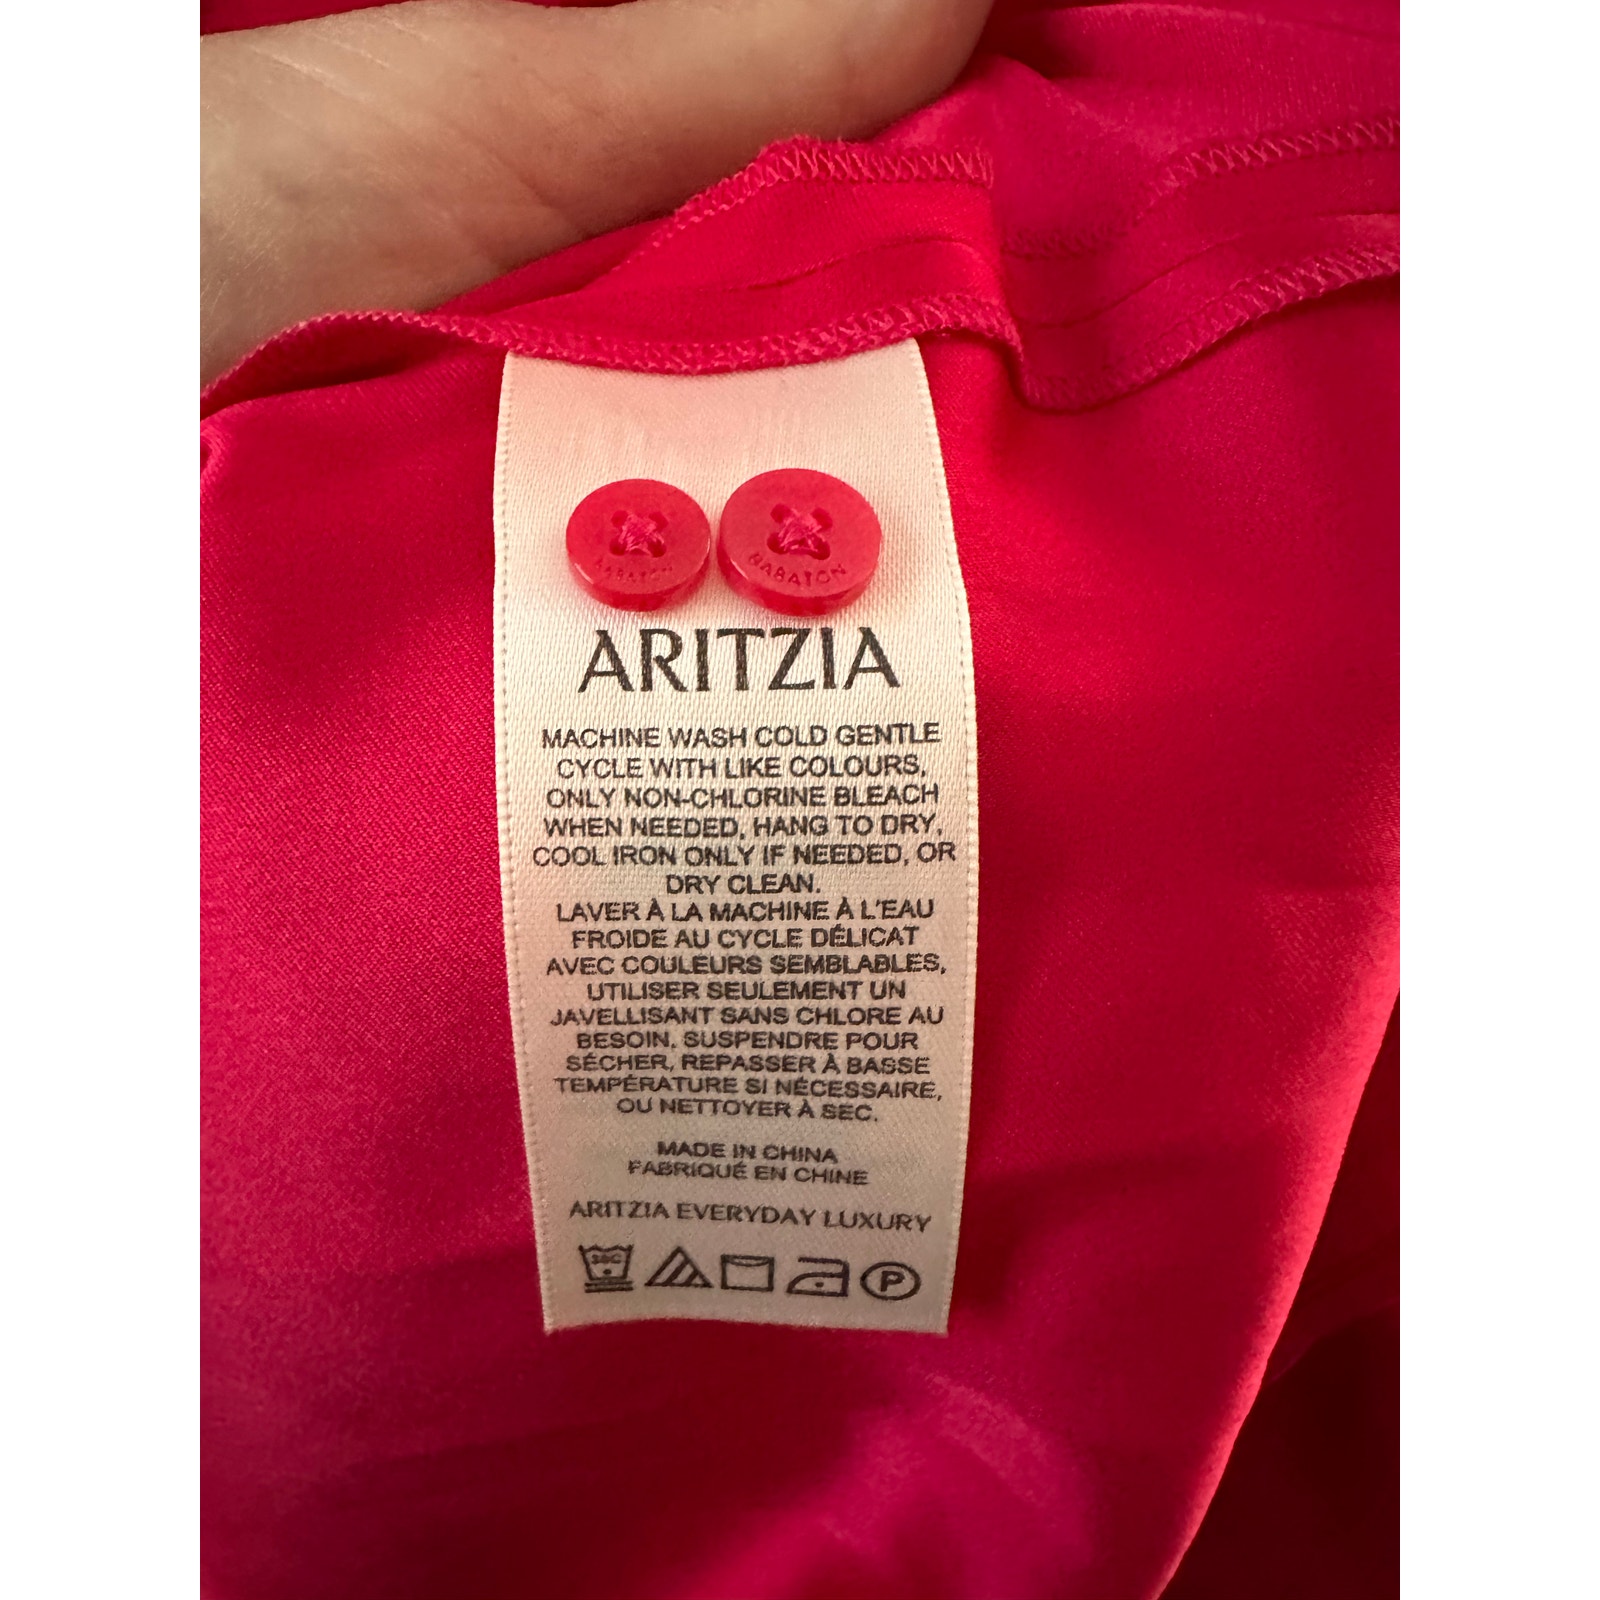 BABATON
BABATON
ARITZIA
MACHINE WASH COLD GENTLE
CYCLE WITH LIKE COLOURS,
ONLY NON-CHLORINE BLEACH
WHEN NEEDED, HANG TO DRY,
COOL IRON ONLY IF NEEDED, OR
DRY CLEAN.
LAVER À LA MACHINE À L'EAU
FROIDE AU CYCLE DÉLICAT
AVEC COULEURS SEMBLABLES,
UTILISER SEULEMENT UN
JAVELLISANT SANS CHLORE AU
BESOIN, SUSPENDRE POUR
SÉCHER, REPASSER À BASSE
TEMPÉRATURE SI NÉCESSAIRE,
OU NETTOYER À SEC.
MADE IN CHINA
FABRIQUÉ EN CHINE
ARITZIA EVERYDAY LUXURY
30C P